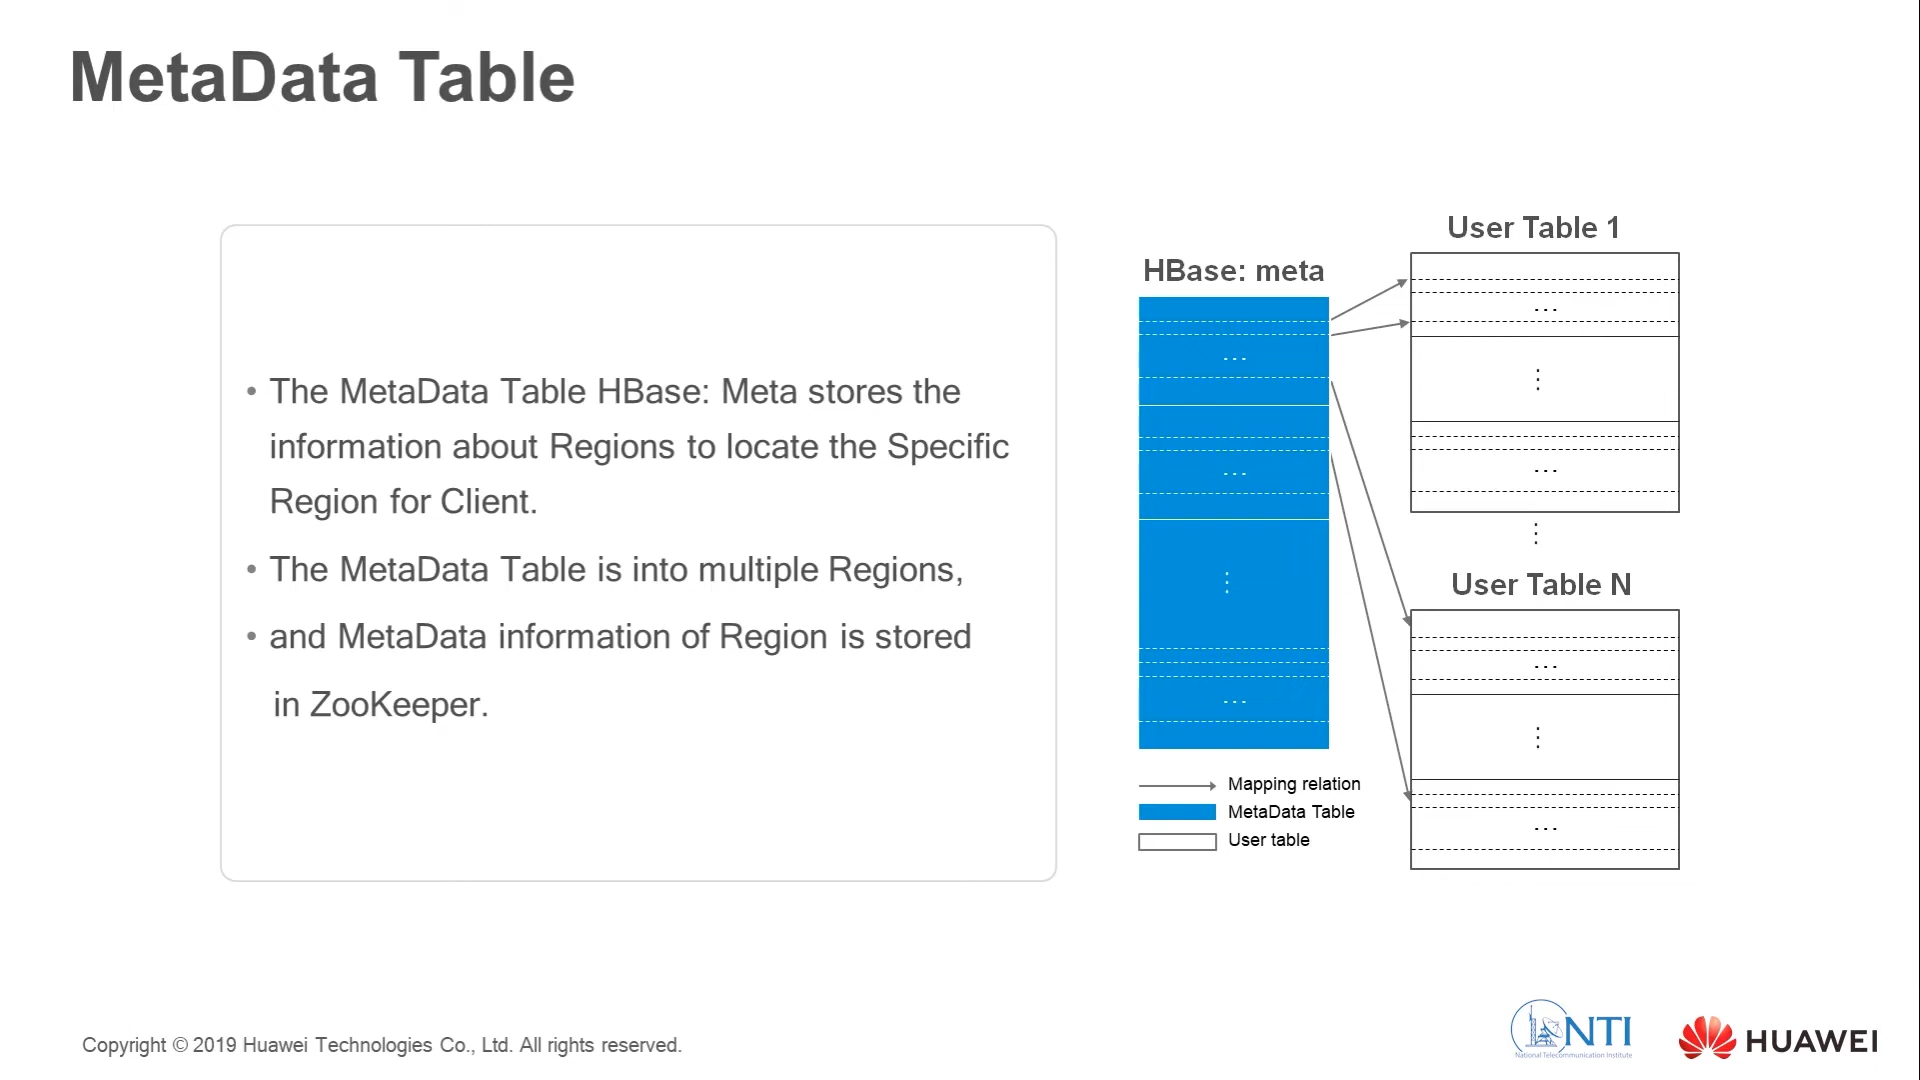 MetaData Table
• The MetaData Table HBase: Meta stores the
information about Regions to locate the Specific
Region for Client.
• The MetaData Table is into multiple Regions,
• and MetaData information of Region is stored
in ZooKeeper.
HBase: meta
...
...
⋮
...
User Table 1
...
⋮
...
⋮
User Table N
...
⋮
...
Mapping relation
MetaData Table
User table
Copyright © 2019 Huawei Technologies Co., Ltd. All rights reserved.
NTI
National Telecommunication Institute
HUAWEI